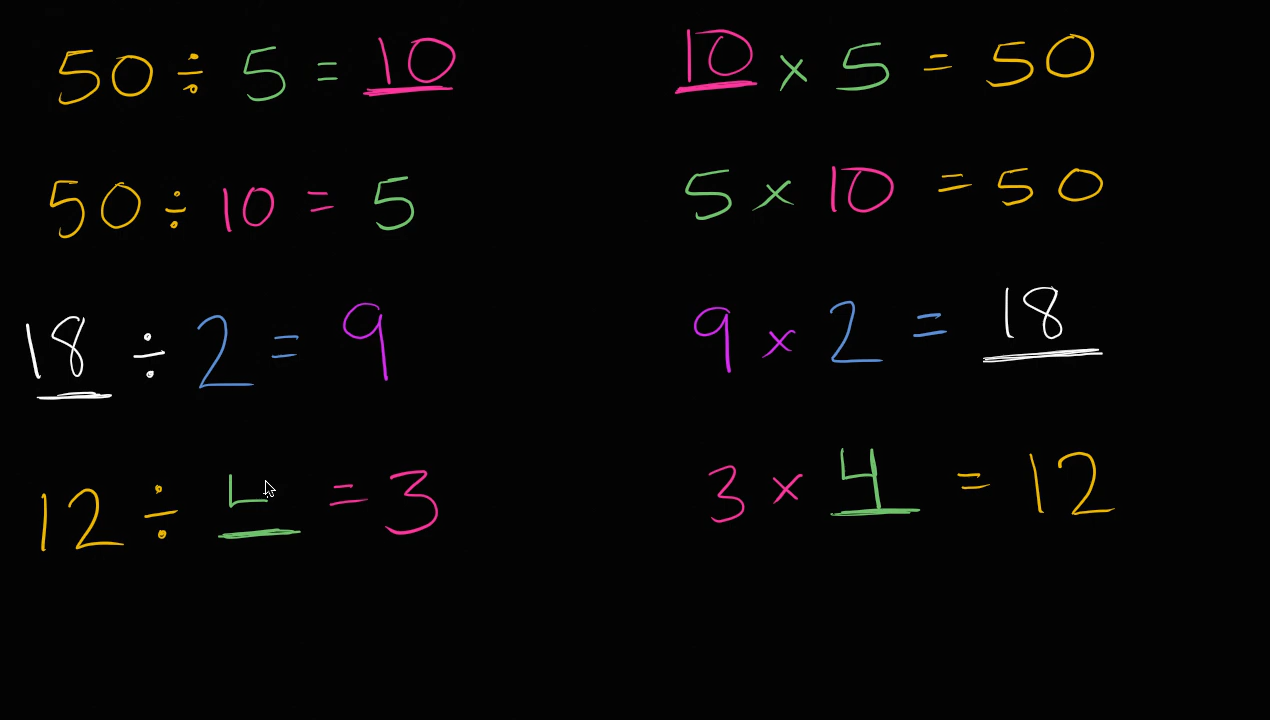 50 ÷ 5 = 10 10 × 5 = 50
50 ÷ 10 = 5 5 × 10 = 50
18 ÷ 2 = 9 9 × 2 = 18
12 ÷ = 3 3 × 4 = 12